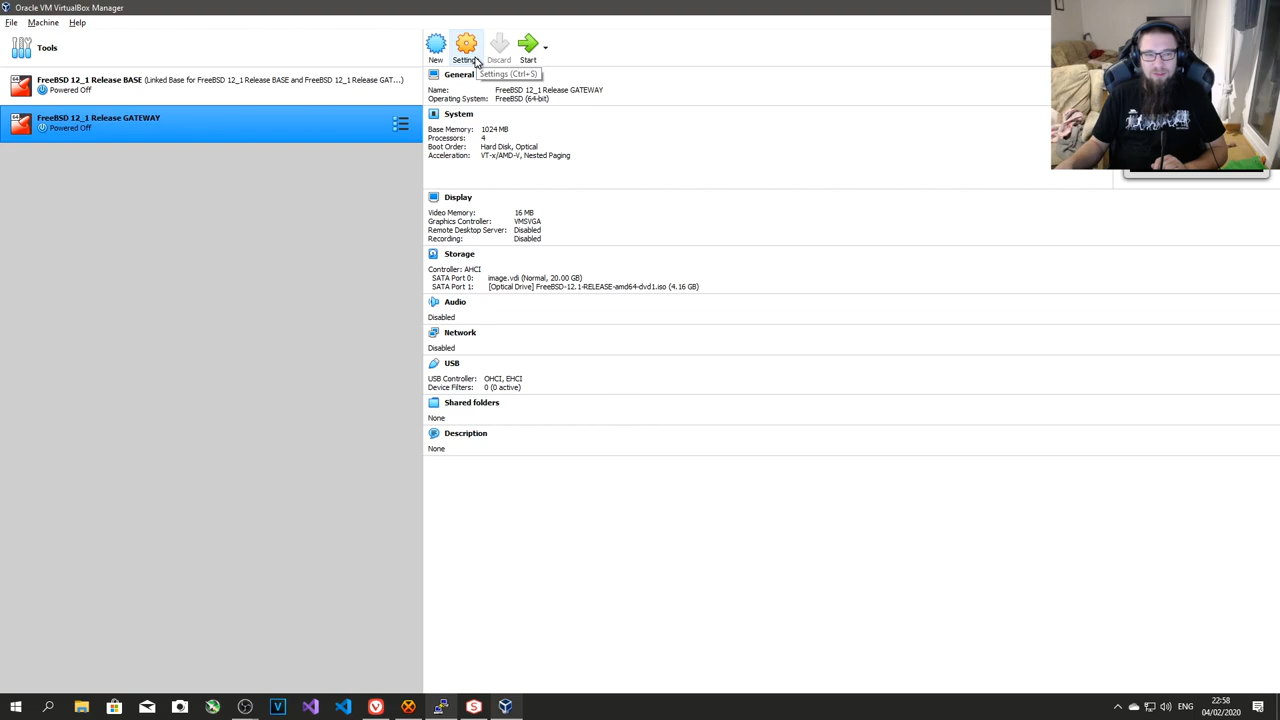 Oracle VM VirtualBox Manager
File Machine Help
Tools
New Settings Discard Start
Settings (Ctrl+S)
FreeBSD 12_1 Release BASE (Linked Base for FreeBSD 12_1 Release BASE and FreeBSD 12_1 Release GAT...)
Powered Off
FreeBSD 12_1 Release GATEWAY
Powered Off
General
Name: FreeBSD 12_1 Release GATEWAY
Operating System: FreeBSD (64-bit)
System
Base Memory: 1024 MB
Processors: 4
Boot Order: Hard Disk, Optical
Acceleration: VT-x/AMD-V, Nested Paging
Display
Video Memory: 16 MB
Graphics Controller: VMSVGA
Remote Desktop Server: Disabled
Recording: Disabled
Storage
Controller: AHCI
SATA Port 0: image.vdi (Normal, 20.00 GB)
SATA Port 1: [Optical Drive] FreeBSD-12.1-RELEASE-amd64-dvd1.iso (4.16 GB)
Audio
Disabled
Network
Disabled
USB
USB Controller: OHCI, EHCI
Device Filters: 0 (0 active)
Shared folders
None
Description
None
22:58
04/02/2020